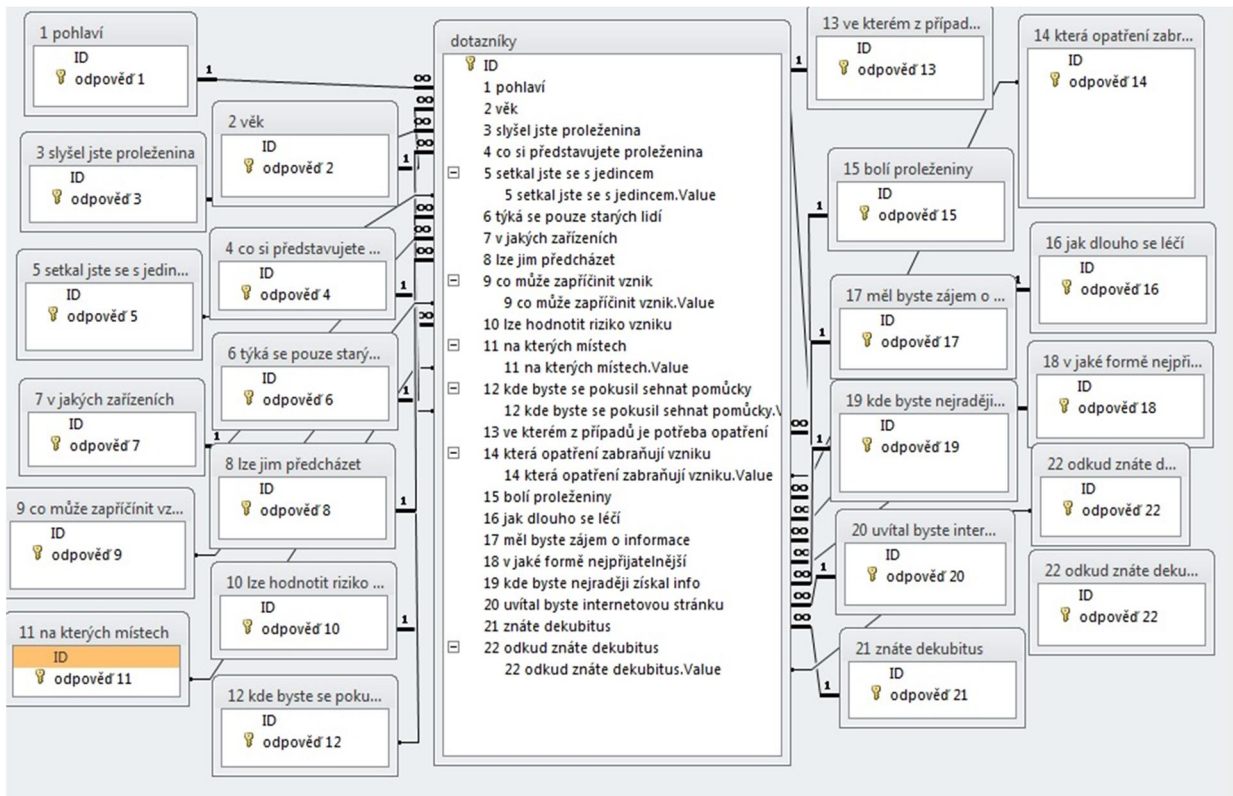 1 pohlaví
ID
odpověď 1
2 věk
ID
odpověď 2
3 slyšel jste proleženina
ID
odpověď 3
4 co si představujete ...
ID
odpověď 4
5 setkal jste se s jedin...
ID
odpověď 5
6 týká se pouze starý...
ID
odpověď 6
7 v jakých zařízeních
ID
odpověď 7
8 lze jim předcházet
ID
odpověď 8
9 co může zapříčínit vz...
ID
odpověď 9
10 lze hodnotit riziko ...
ID
odpověď 10
11 na kterých místech
ID
odpověď 11
12 kde byste se poku...
ID
odpověď 12
dotazníky
ID
1 pohlaví
2 věk
3 slyšel jste proleženina
4 co si představujete proleženina
5 setkal jste se s jedincem
5 setkal jste se s jedincem.Value
6 týká se pouze starých lidí
7 v jakých zařízeních
8 lze jim předcházet
9 co může zapříčinit vznik
9 co může zapříčinit vznik.Value
10 lze hodnotit riziko vzniku
11 na kterých místech
11 na kterých místech.Value
12 kde byste se pokusil sehnat pomůcky
12 kde byste se pokusil sehnat pomůcky.V
13 ve kterém z případů je potřeba opatření
14 která opatření zabraňují vzniku
14 která opatření zabraňují vzniku.Value
15 bolí proleženiny
16 jak dlouho se léčí
17 měl byste zájem o informace
18 v jaké formě nejpřijatelnější
19 kde byste nejraději získal info
20 uvítal byste internetovou stránku
21 znáte dekubitus
22 odkud znáte dekubitus
22 odkud znáte dekubitus.Value
13 ve kterém z případ...
ID
odpověď 13
14 která opatření zabr...
ID
odpověď 14
15 bolí proleženiny
ID
odpověď 15
16 jak dlouho se léčí
ID
odpověď 16
17 měl byste zájem o ...
ID
odpověď 17
18 v jaké formě nejpři...
ID
odpověď 18
19 kde byste nejraději...
ID
odpověď 19
22 odkud znáte d...
ID
odpověď 22
20 uvítal byste inter...
ID
odpověď 20
22 odkud znáte deku...
ID
odpověď 22
21 znáte dekubitus
ID
odpověď 21